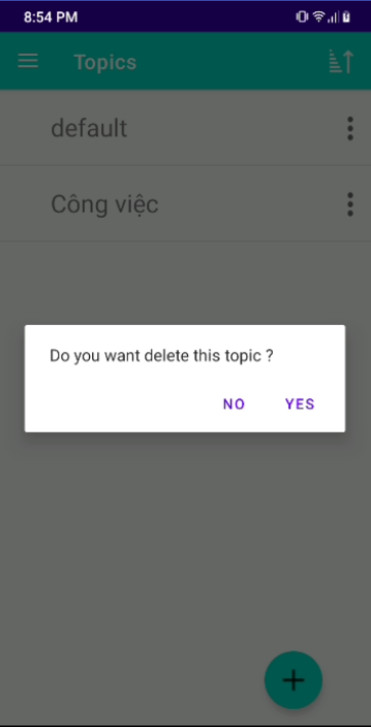 8:54 PM
Topics
default
Công việc
Do you want delete this topic ?
NO YES